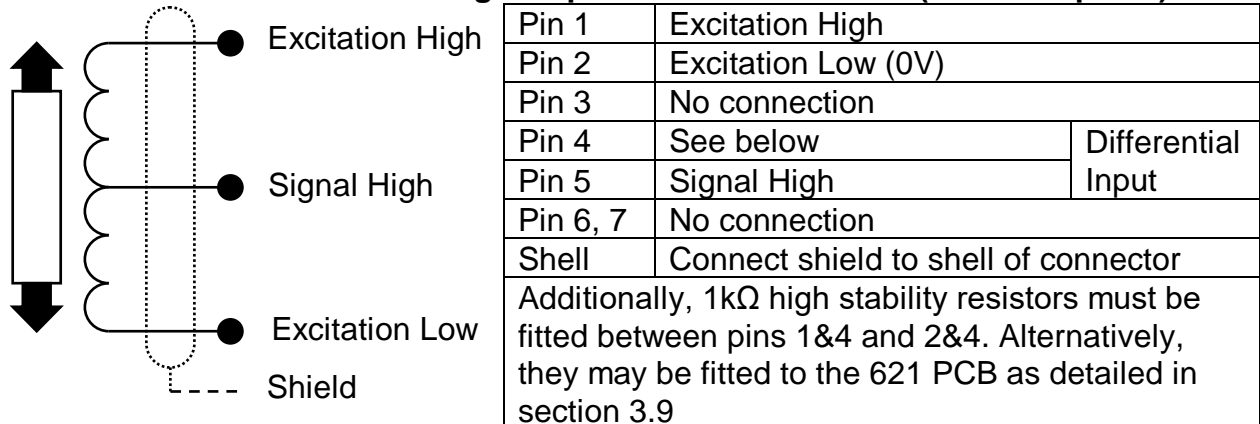 Excitation High
Signal High
Excitation Low
Shield
Pin 1 Excitation High
Pin 2 Excitation Low (0V)
Pin 3 No connection
Pin 4 See below Differential
Pin 5 Signal High Input
Pin 6, 7 No connection
Shell Connect shield to shell of connector
Additionally, 1kΩ high stability resistors must be
fitted between pins 1&4 and 2&4. Alternatively,
they may be fitted to the 621 PCB as detailed in
section 3.9